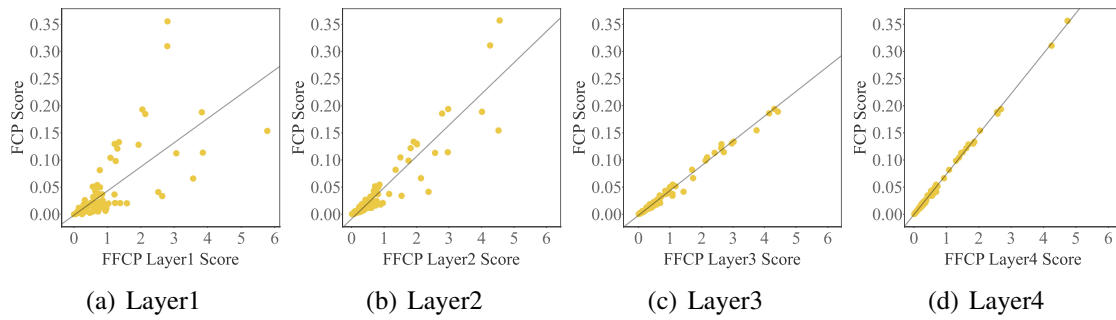 FCP Score
0.35
0.30
0.25
0.20
0.15
0.10
0.05
0.00
0 1 2 3 4 5 6
FFCP Layer1 Score
(a) Layer1
FCP Score
0.35
0.30
0.25
0.20
0.15
0.10
0.05
0.00
0 1 2 3 4 5 6
FFCP Layer2 Score
(b) Layer2
FCP Score
0.35
0.30
0.25
0.20
0.15
0.10
0.05
0.00
0 1 2 3 4 5 6
FFCP Layer3 Score
(c) Layer3
FCP Score
0.35
0.30
0.25
0.20
0.15
0.10
0.05
0.00
0 1 2 3 4 5 6
FFCP Layer4 Score
(d) Layer4